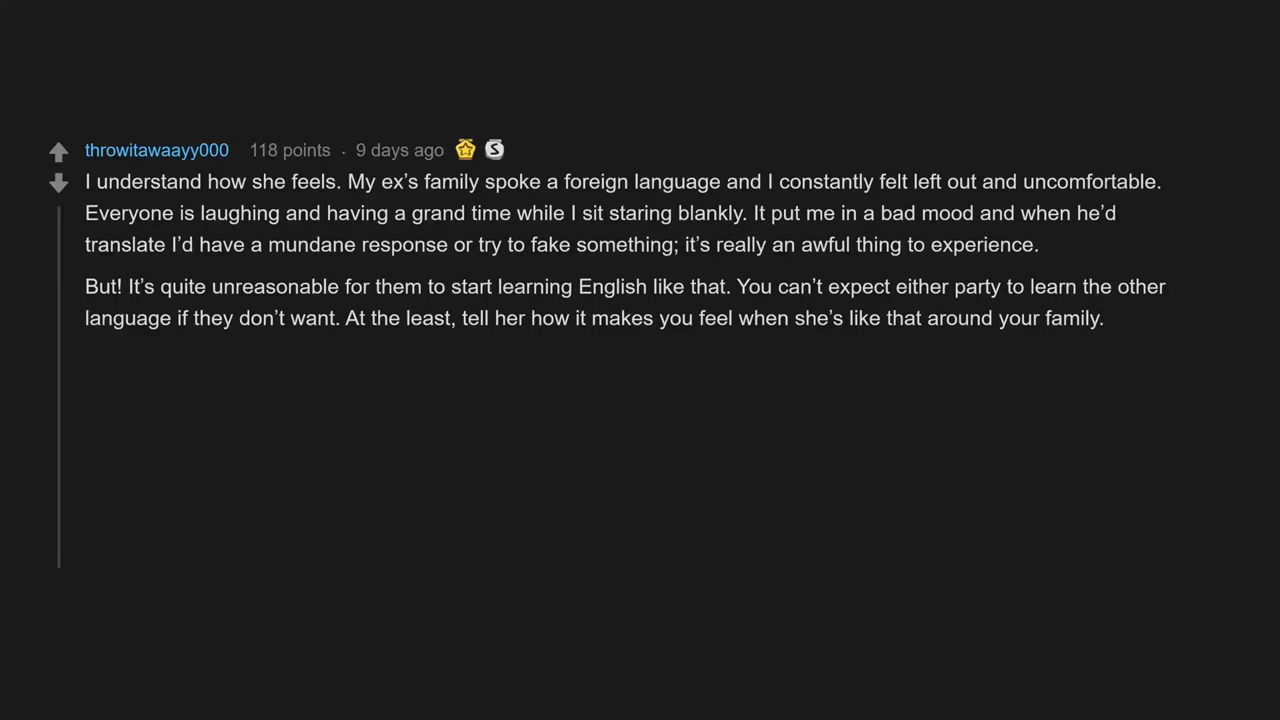 throwitawaayy000 118 points . 9 days ago
I understand how she feels. My ex’s family spoke a foreign language and I constantly felt left out and uncomfortable.
Everyone is laughing and having a grand time while I sit staring blankly. It put me in a bad mood and when he’d
translate I’d have a mundane response or try to fake something; it’s really an awful thing to experience.
But! It’s quite unreasonable for them to start learning English like that. You can’t expect either party to learn the other
language if they don’t want. At the least, tell her how it makes you feel when she’s like that around your family.